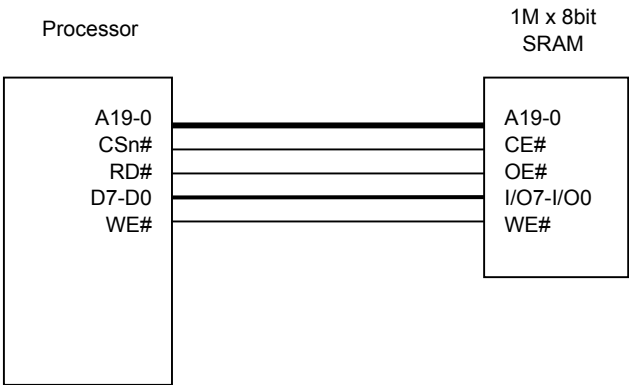 Processor
1M x 8bit
SRAM
A19-0
CSn#
RD#
D7-D0
WE#
A19-0
CE#
OE#
I/O7-I/O0
WE#